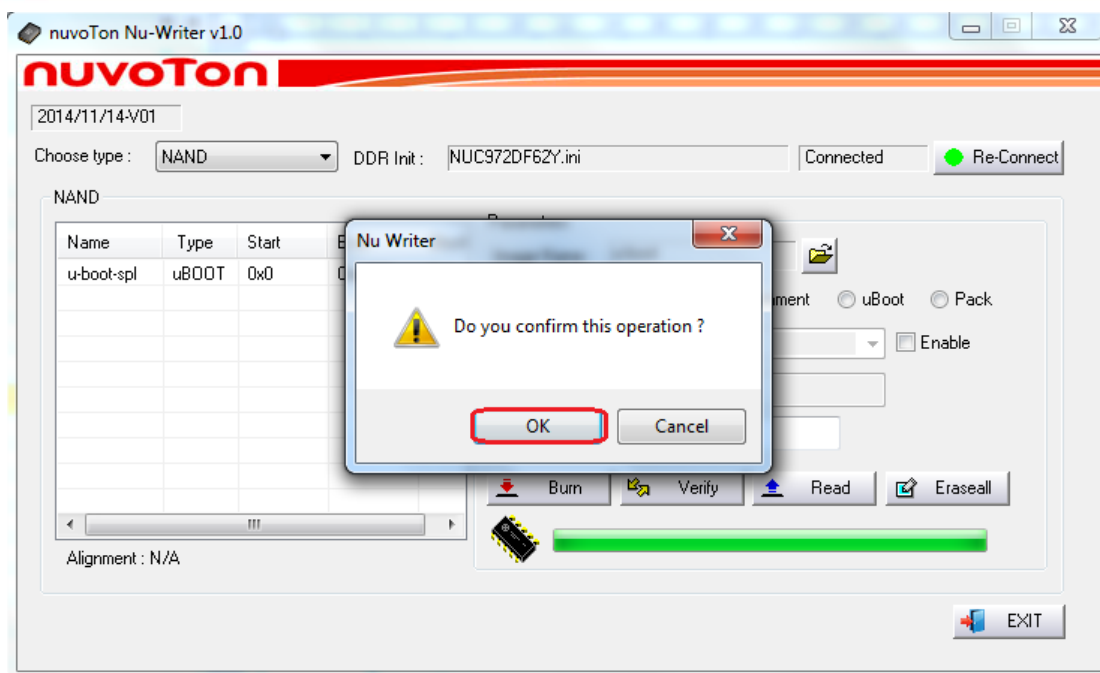 nuvoTon Nu-Writer v1.0
nuvoTon
2014/11/14-V01
Choose type : NAND DDR Init : NUC972DF62Y.ini Connected Re-Connect
NAND
Name Type Start
u-boot-spl uBOOT 0x0
Nu Writer
Do you confirm this operation ?
OK Cancel
uBoot Pack
Enable
Burn Verify Read Eraseall
Alignment : N/A
EXIT